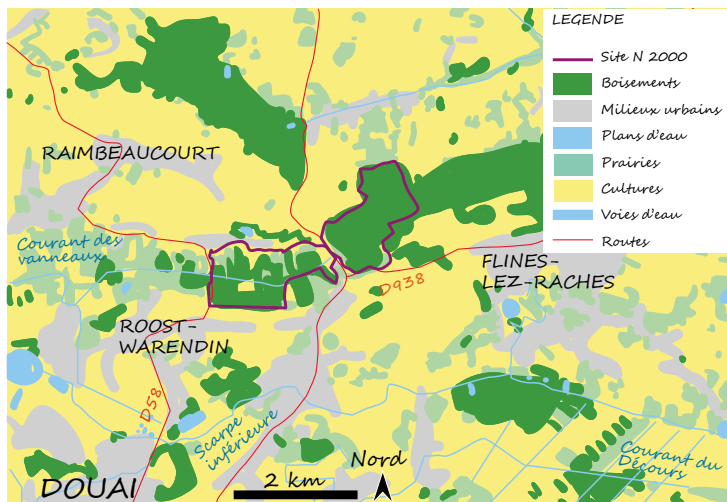 LEGENDE
Site N 2000
Boisements
Milieux urbains
Plans d'eau
Prairies
Cultures
Voies d'eau
Routes
RAIMBEAUCOURT
Courant des
vanneaux
FLINES-
LEZ-RACHES
D938
ROOST-
WARENDIN
D58
Scarpe
inférieure
Courant du
Décours
Nord
2 km
DOUAI